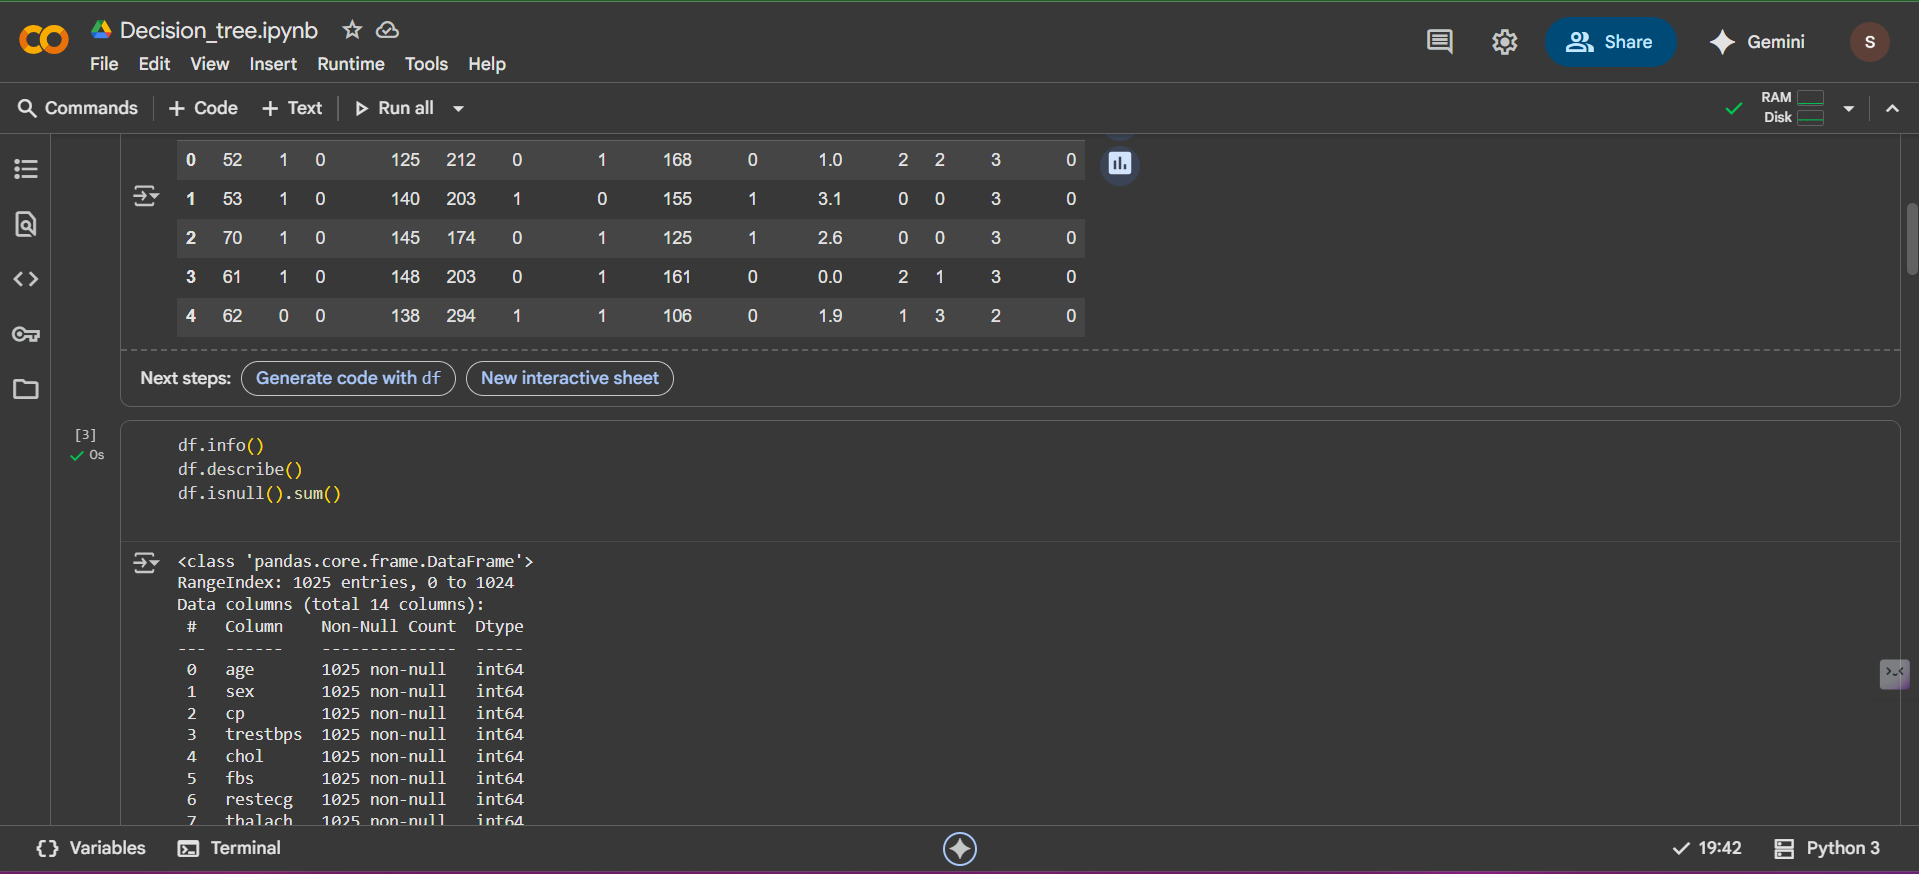 Decision_tree.ipynb
File Edit View Insert Runtime Tools Help
Share
Gemini
S
Commands + Code + Text Run all
RAM
Disk
0 52 1 0 125 212 0 1 168 0 1.0 2 2 3 0
1 53 1 0 140 203 1 0 155 1 3.1 0 0 3 0
2 70 1 0 145 174 0 1 125 1 2.6 0 0 3 0
3 61 1 0 148 203 0 1 161 0 0.0 2 1 3 0
4 62 0 0 138 294 1 1 106 0 1.9 1 3 2 0
Next steps: Generate code with df New interactive sheet
[3]
0s
df.info()
df.describe()
df.isnull().sum()
<class 'pandas.core.frame.DataFrame'>
RangeIndex: 1025 entries, 0 to 1024
Data columns (total 14 columns):
# Column Non-Null Count Dtype
--- ------ -------------- -----
0 age 1025 non-null int64
1 sex 1025 non-null int64
2 cp 1025 non-null int64
3 trestbps 1025 non-null int64
4 chol 1025 non-null int64
5 fbs 1025 non-null int64
6 restecg 1025 non-null int64
7 thalach 1025 non-null int64
{} Variables Terminal
19:42 Python 3